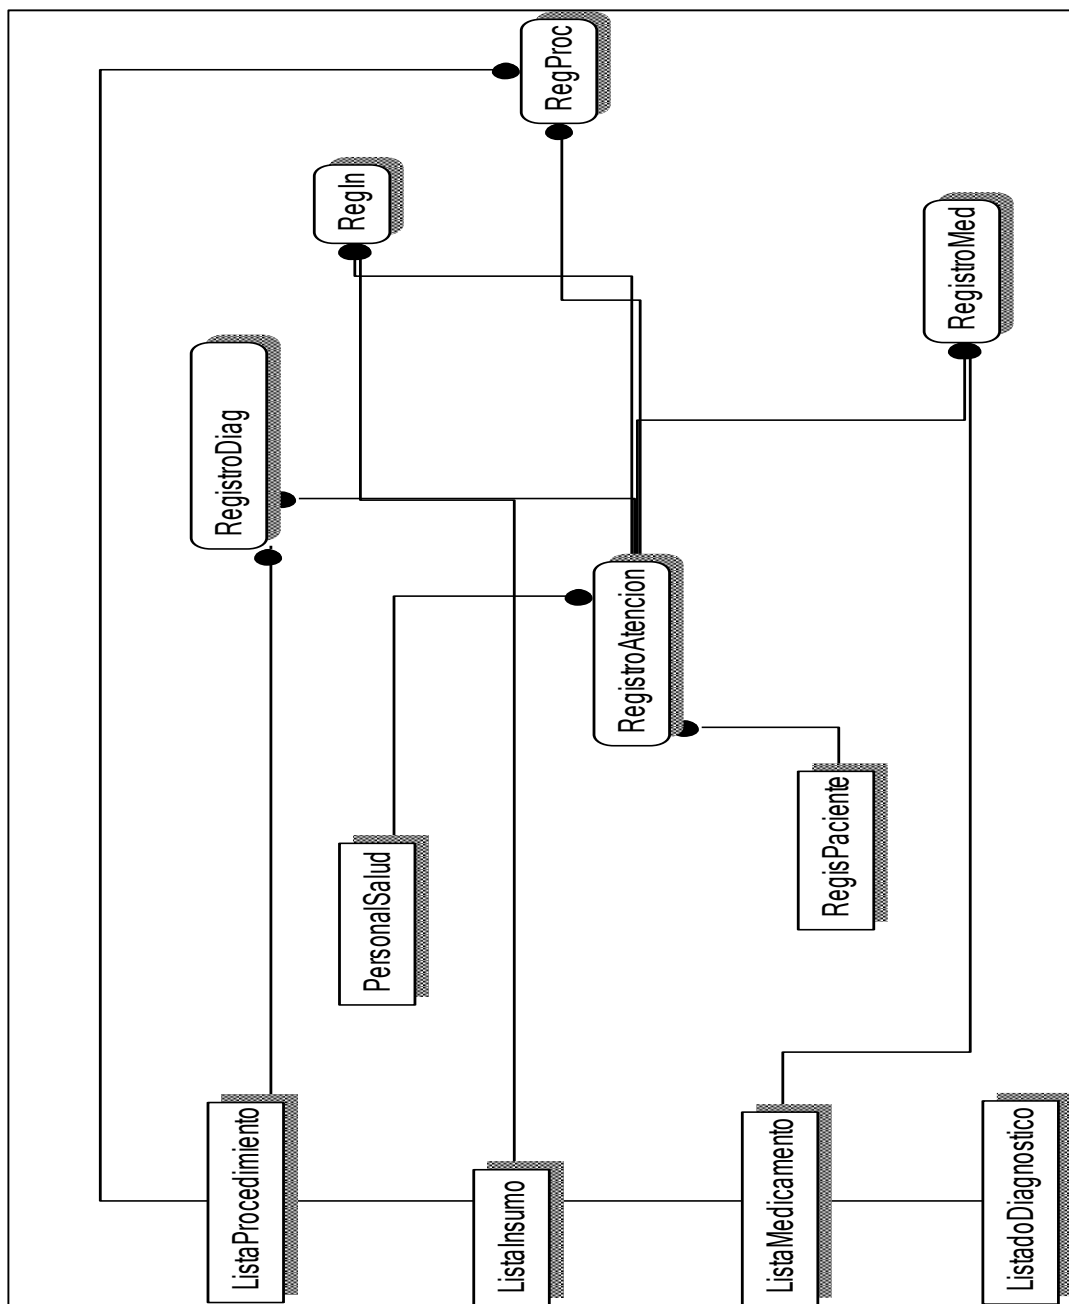 ListaProcedimiento
ListaInsumo
ListaMedicamento
ListadoDiagnostico
PersonalSalud
RegisPaciente
RegistroAtencion
RegistroDiag
RegistroMed
RegIn
RegProc